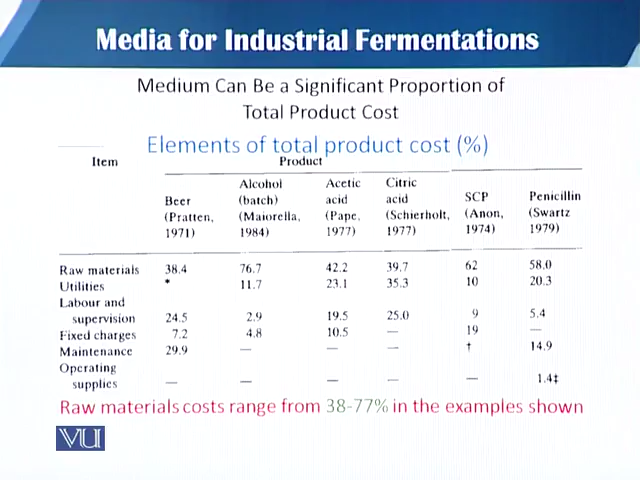 Media for Industrial Fermentations
Medium Can Be a Significant Proportion of
Total Product Cost
Elements of total product cost (%)
Item Product
Beer (Pratten, 1971) Alcohol (batch) (Maiorella, 1984) Acetic acid (Pape, 1977) Citric acid (Schierholt, 1977) SCP (Anon, 1974) Penicillin (Swartz 1979)
Raw materials 38.4 76.7 42.2 39.7 62 58.0
Utilities * 11.7 23.1 35.3 10 20.3
Labour and
supervision 24.5 2.9 19.5 25.0 9 5.4
Fixed charges 7.2 4.8 10.5 — 19 —
Maintenance 29.9 — — — † 14.9
Operating
supplies — — — — — 1.4‡
Raw materials costs range from 38-77% in the examples shown
VU